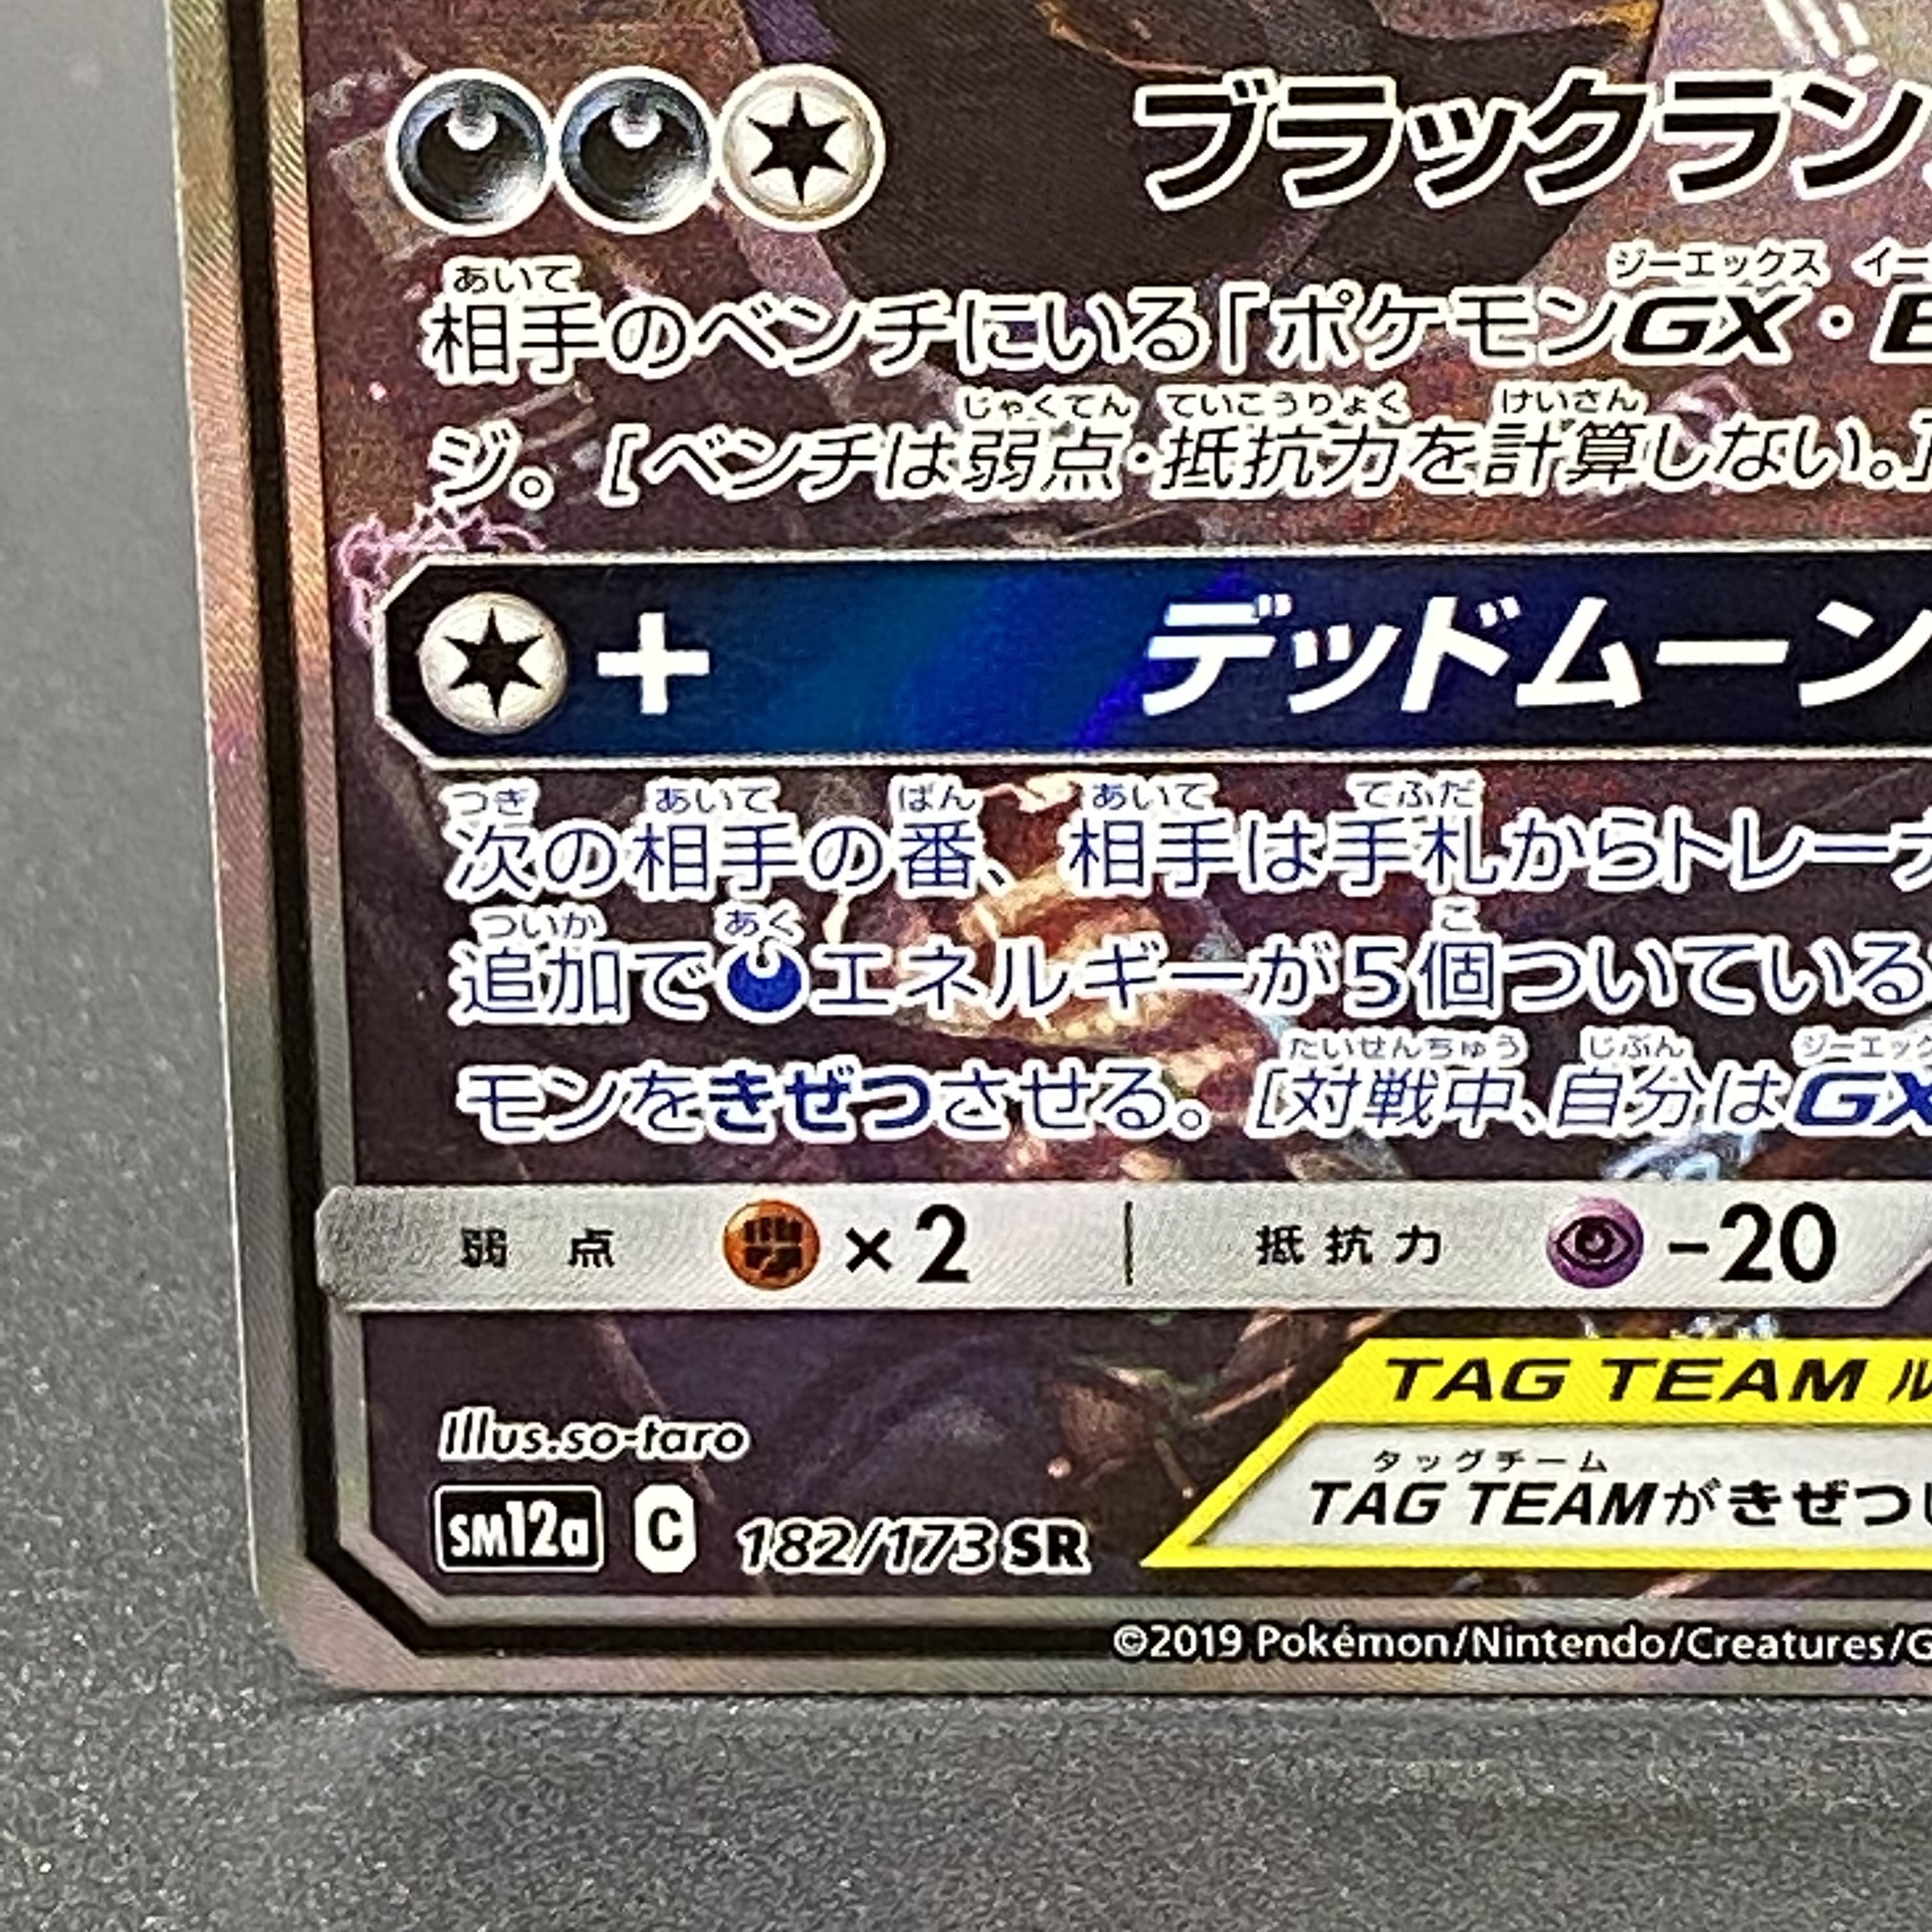 ブラックラン
あいて ジーエックス イー
相手のベンチにいる「ポケモンGX・E
じゃくてん ていこうりょく けいさん
ジ。[ベンチは弱点・抵抗力を計算しない。]
+ デッドムーン
つぎ あいて ばん あいて てふだ
次の相手の番、相手は手札からトレーナ
ついか あく こ
追加でエネルギーが5個ついている
たいせんちゅう じぶん ジーエック
モンをきぜつさせる。[対戦中、自分はGX
弱点 ×2 抵抗力 -20
TAG TEAM ル
Illus.so-taro
タッグチーム
TAG TEAMがきぜつし
SM12a C 182/173 SR
©2019 Pokémon/Nintendo/Creatures/G